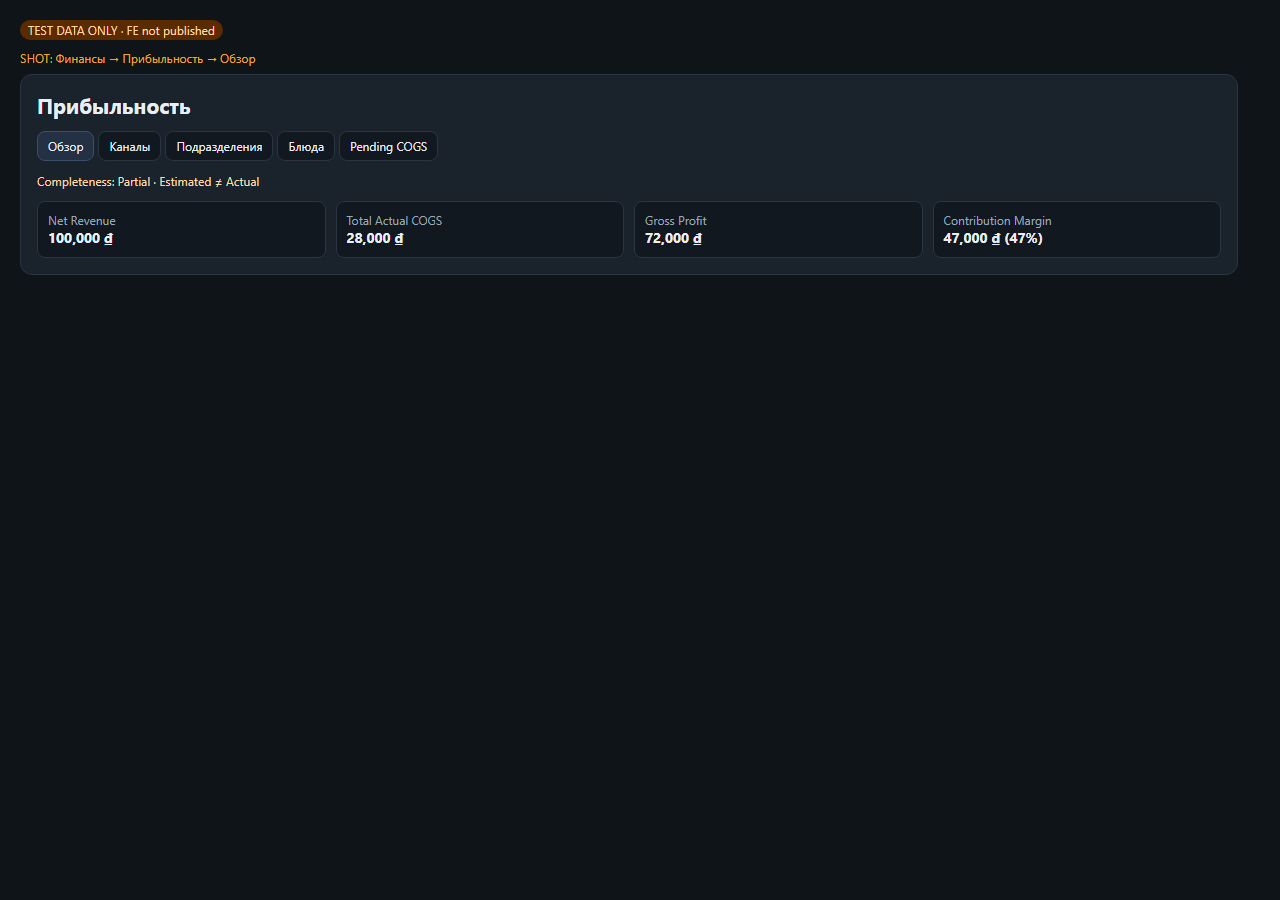 TEST DATA ONLY · FE not published
SHOT: Финансы → Прибыльность → Обзор
Прибыльность
Обзор Каналы Подразделения Блюда Pending COGS
Completeness: Partial · Estimated ≠ Actual
Net Revenue Total Actual COGS Gross Profit Contribution Margin
100,000 ₫ 28,000 ₫ 72,000 ₫ 47,000 ₫ (47%)